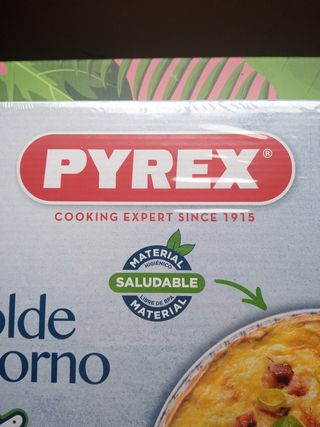 PYREX®
COOKING EXPERT SINCE 1915
MATERIAL
HIGIÉNICO
SALUDABLE
LIBRE DE BPA
MATERIAL
olde
orno